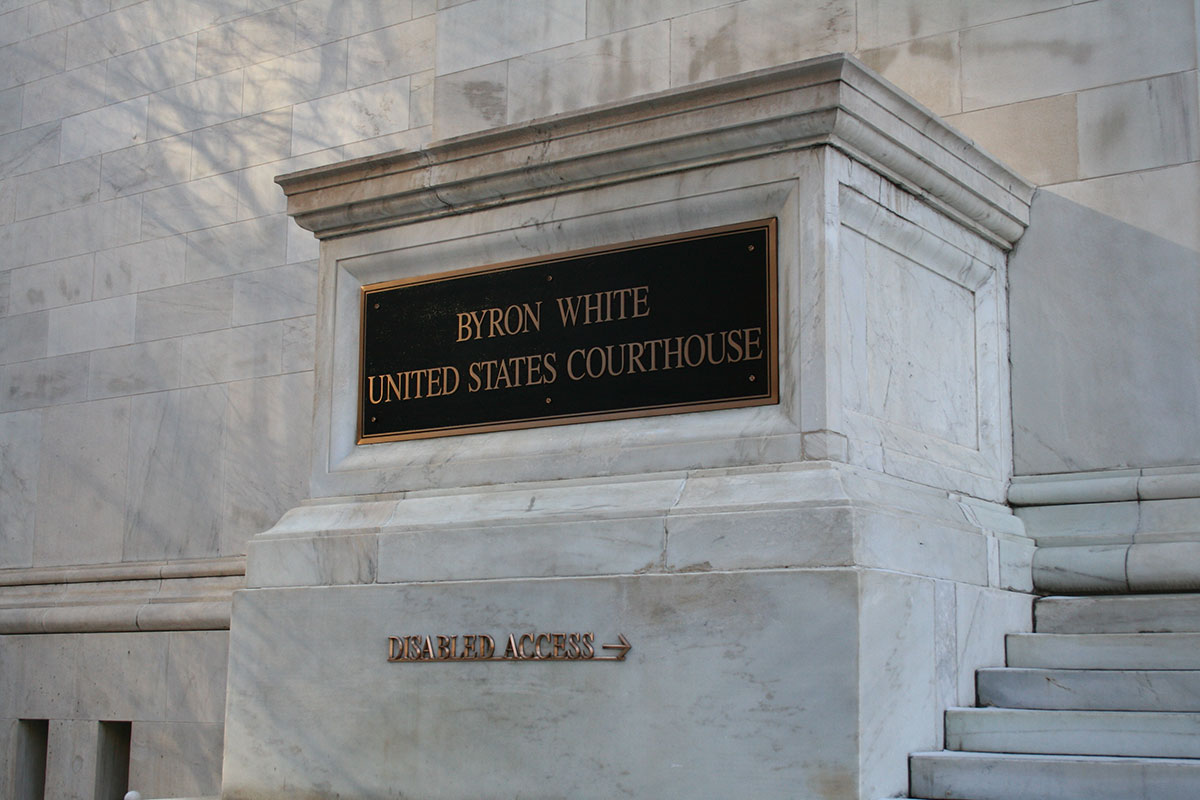 BYRON WHITE
UNITED STATES COURTHOUSE
DISABLED ACCESS →